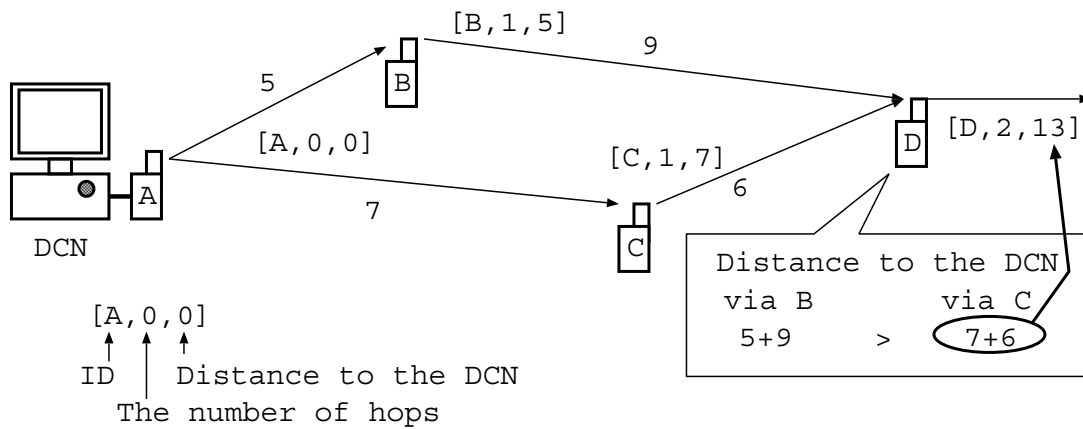 [B,1,5]
9
B
5
[A,0,0]
[C,1,7]
D
[D,2,13]
A
7
6
C
DCN
Distance to the DCN
via B via C
5+9 > 7+6
[A,0,0]
ID Distance to the DCN
The number of hops